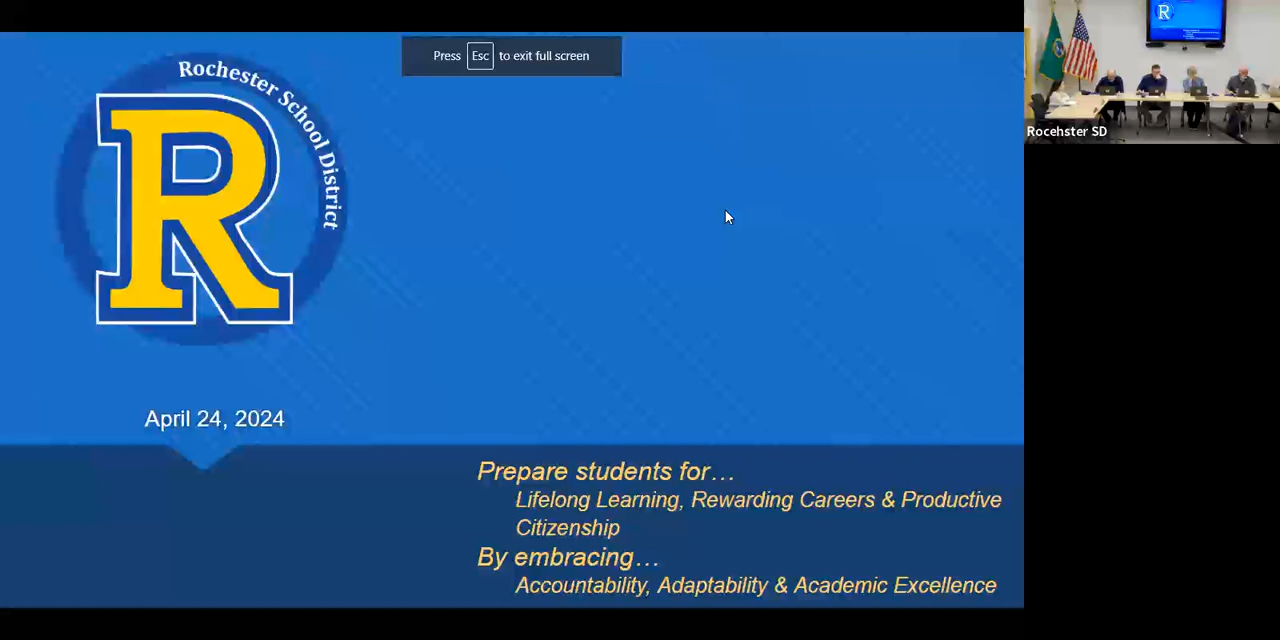 Press Esc to exit full screen
Rochester School District
R
April 24, 2024
Prepare students for…
Lifelong Learning, Rewarding Careers & Productive
Citizenship
By embracing…
Accountability, Adaptability & Academic Excellence
R
Rocehster SD